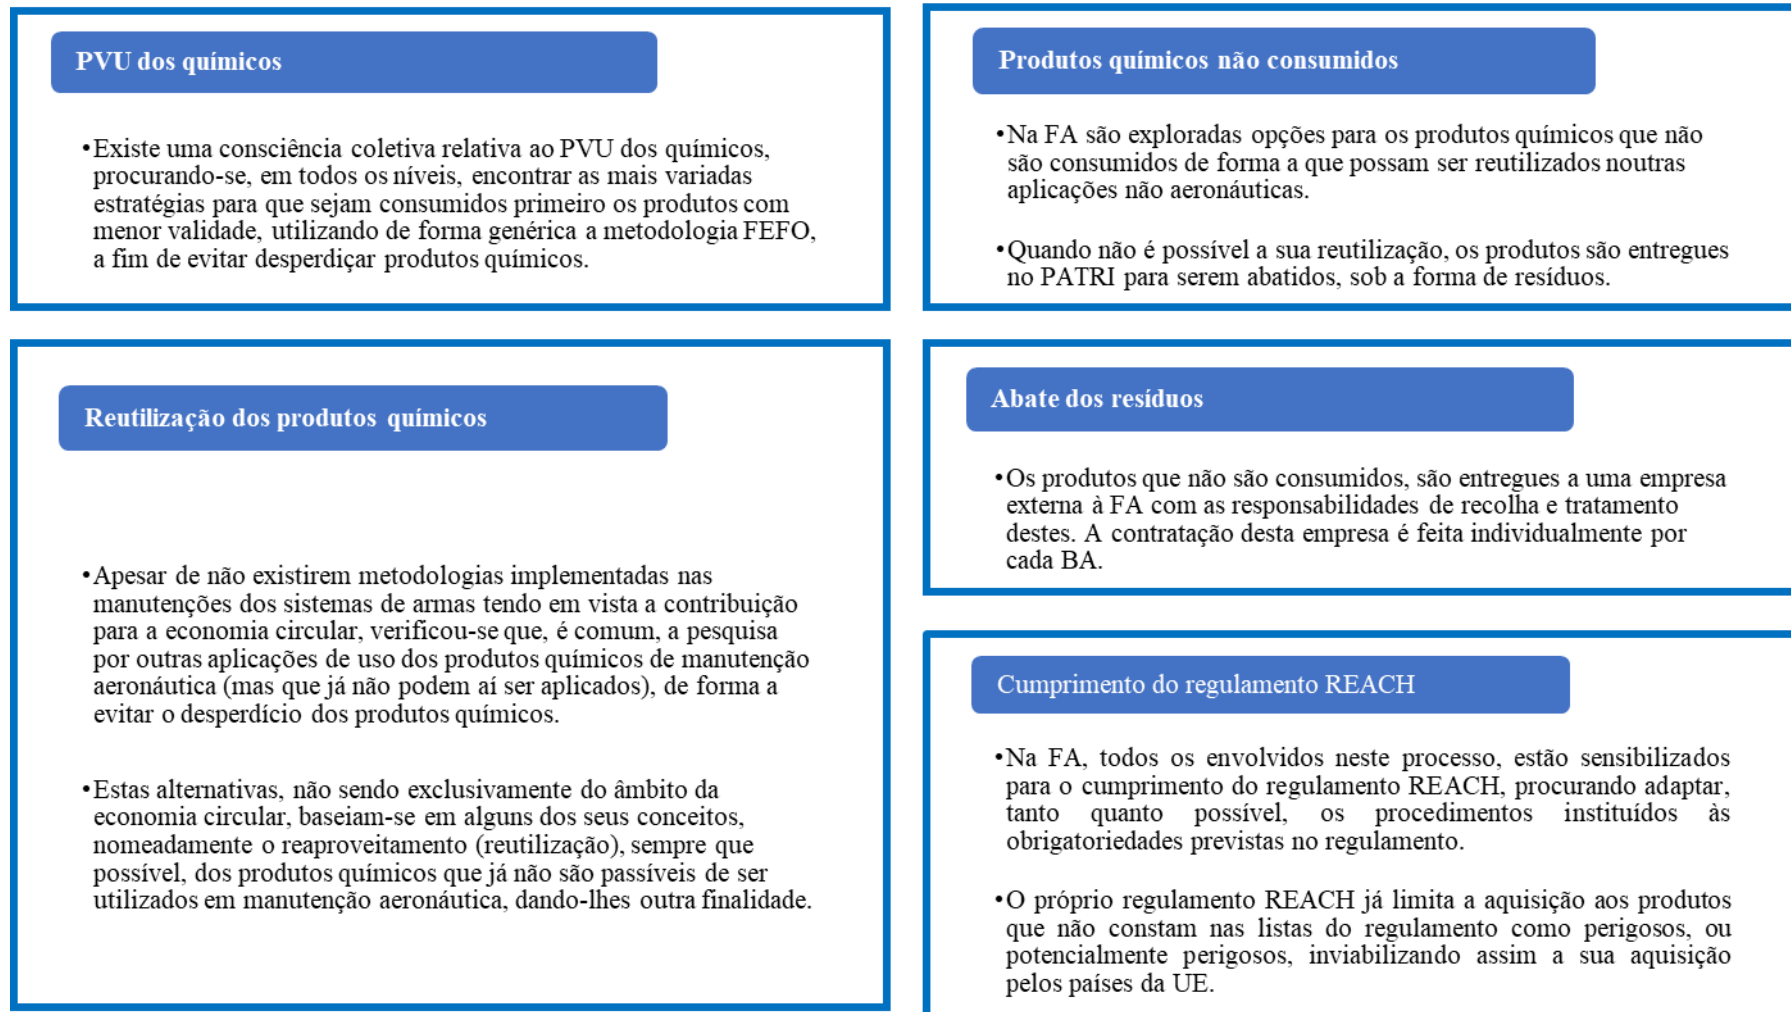 PVU dos químicos
•Existe uma consciência coletiva relativa ao PVU dos químicos,
procurando-se, em todos os níveis, encontrar as mais variadas
estratégias para que sejam consumidos primeiro os produtos com
menor validade, utilizando de forma genérica a metodologia FEFO,
a fim de evitar desperdiçar produtos químicos.
Produtos químicos não consumidos
•Na FA são exploradas opções para os produtos químicos que não
são consumidos de forma a que possam ser reutilizados noutras
aplicações não aeronáuticas.
•Quando não é possível a sua reutilização, os produtos são entregues
no PATRI para serem abatidos, sob a forma de resíduos.
Reutilização dos produtos químicos
•Apesar de não existirem metodologias implementadas nas
manutenções dos sistemas de armas tendo em vista a contribuição
para a economia circular, verificou-se que, é comum, a pesquisa
por outras aplicações de uso dos produtos químicos de manutenção
aeronáutica (mas que já não podem aí ser aplicados), de forma a
evitar o desperdício dos produtos químicos.
•Estas alternativas, não sendo exclusivamente do âmbito da
economia circular, baseiam-se em alguns dos seus conceitos,
nomeadamente o reaproveitamento (reutilização), sempre que
possível, dos produtos químicos que já não são passíveis de ser
utilizados em manutenção aeronáutica, dando-lhes outra finalidade.
Abate dos resíduos
•Os produtos que não são consumidos, são entregues a uma empresa
externa à FA com as responsabilidades de recolha e tratamento
destes. A contratação desta empresa é feita individualmente por
cada BA.
Cumprimento do regulamento REACH
•Na FA, todos os envolvidos neste processo, estão sensibilizados
para o cumprimento do regulamento REACH, procurando adaptar,
tanto quanto possível, os procedimentos instituídos às
obrigatoriedades previstas no regulamento.
•O próprio regulamento REACH já limita a aquisição aos produtos
que não constam nas listas do regulamento como perigosos, ou
potencialmente perigosos, inviabilizando assim a sua aquisição
pelos países da UE.